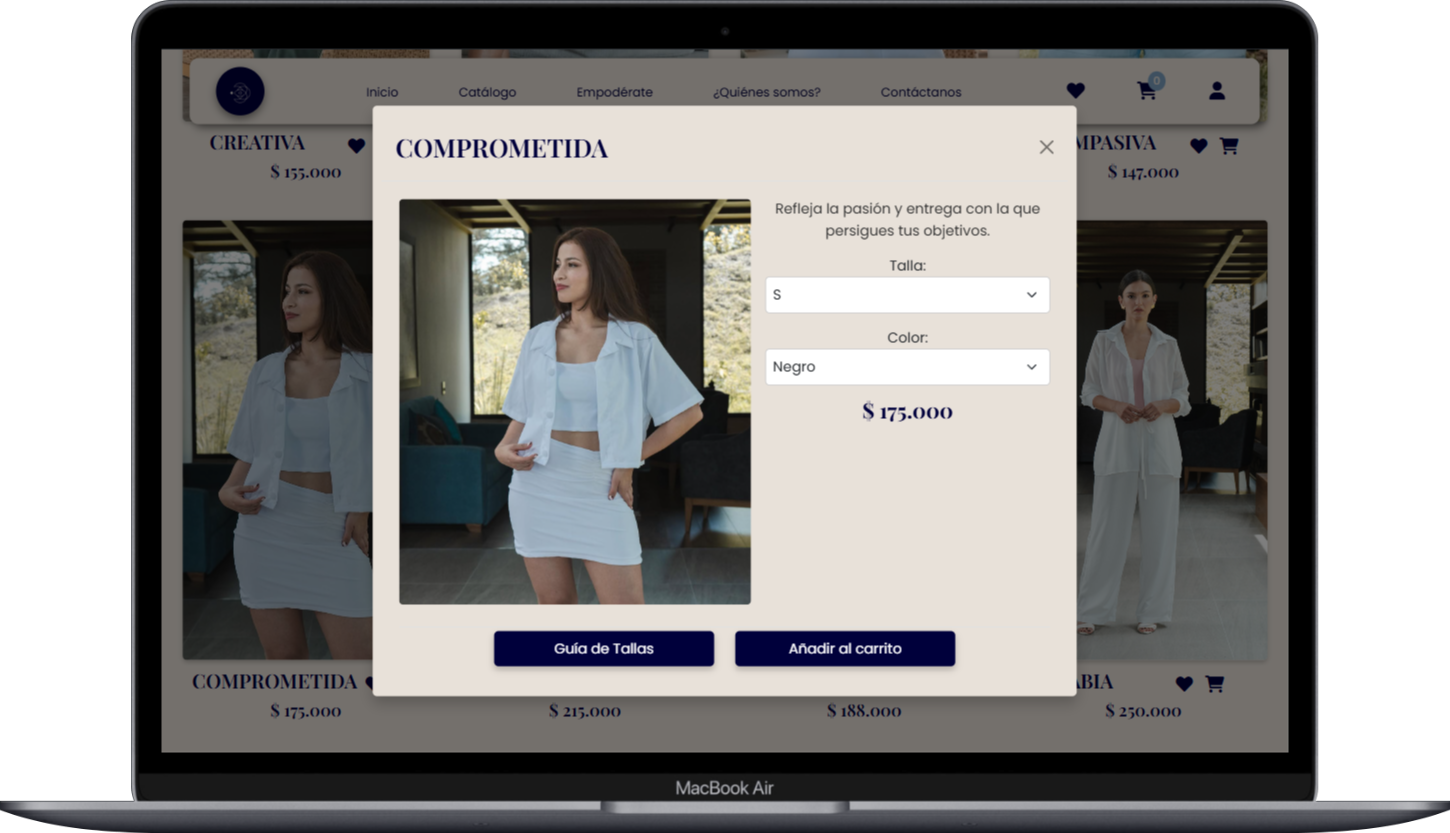 Inicio
Catálogo
Empodérate
¿Quiénes somos?
Contáctanos
0
CREATIVA
$ 155.000
MPASIVA
$ 147.000
COMPROMETIDA
Refleja la pasión y entrega con la que
persigues tus objetivos.
Talla:
S
Color:
Negro
$ 175.000
Guía de Tallas
Añadir al carrito
COMPROMETIDA
$ 175.000
$ 215.000
$ 188.000
BIA
$ 250.000
MacBook Air